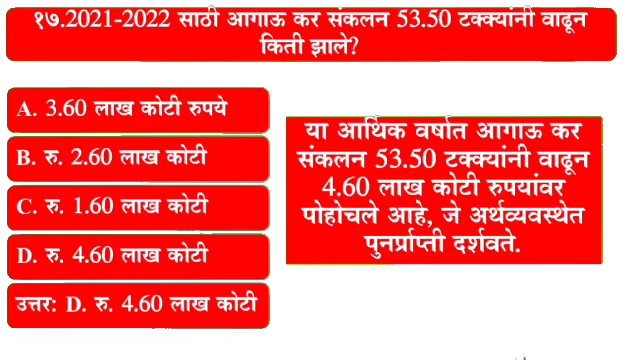 १७.2021-2022 साठी आगाऊ कर संकलन 53.50 टक्क्यांनी वाढून
किती झाले?
A. 3.60 लाख कोटी रुपये
B. रु. 2.60 लाख कोटी
C. रु. 1.60 लाख कोटी
D. रु. 4.60 लाख कोटी
उत्तर: D. रु. 4.60 लाख कोटी
या आर्थिक वर्षात आगाऊ कर
संकलन 53.50 टक्क्यांनी वाढून
4.60 लाख कोटी रुपयांवर
पोहोचले आहे, जे अर्थव्यवस्थेत
पुनर्प्राप्ती दर्शवते.